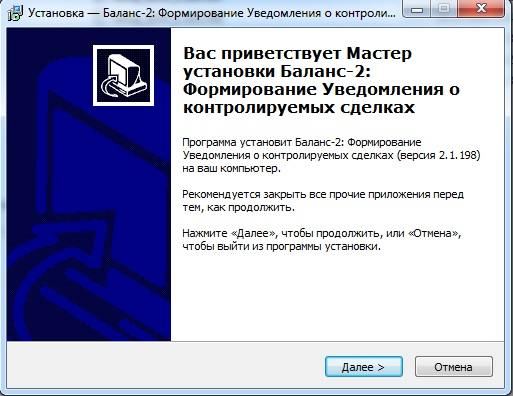 Установка — Баланс-2: Формирование Уведомления о контроли...
Вас приветствует Мастер
установки Баланс-2:
Формирование Уведомления о
контролируемых сделках
Программа установит Баланс-2: Формирование
Уведомления о контролируемых сделках (версия 2.1.198)
на ваш компьютер.
Рекомендуется закрыть все прочие приложения перед
тем, как продолжить.
Нажмите «Далее», чтобы продолжить, или «Отмена»,
чтобы выйти из программы установки.
Далее >
Отмена